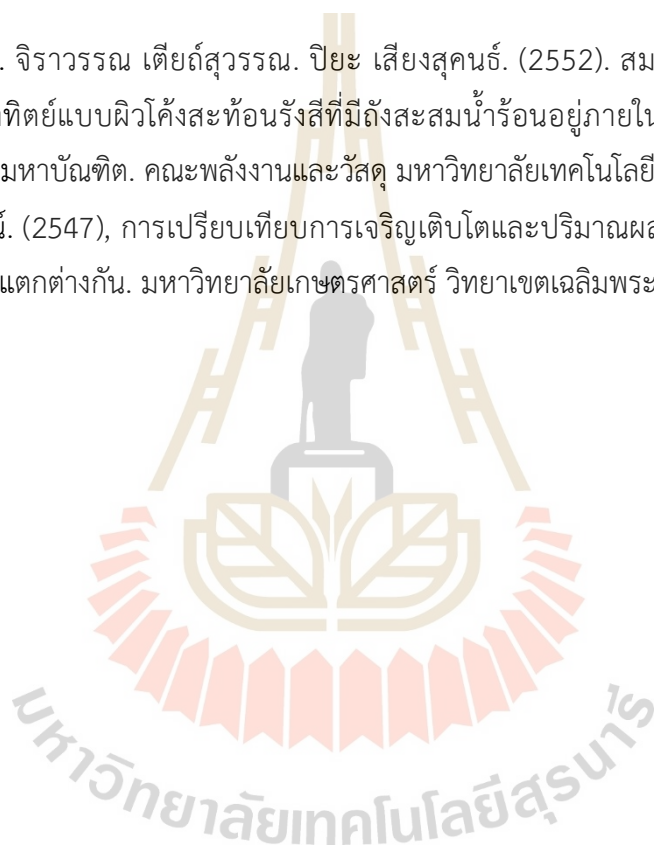 . จิราวรรณ เตียถ์สุวรรณ. ปิยะ เสียงสุคนธ์. (2552). สม
าทิตย์แบบผิวโค้งสะท้อนรังสีที่มีถังสะสมน้ำร้อนอยู่ภายใน
มหาบัณฑิต. คณะพลังงานและวัสดุ มหาวิทยาลัยเทคโนโลยี
น์. (2547), การเปรียบเทียบการเจริญเติบโตและปริมาณผล
แตกต่างกัน. มหาวิทยาลัยเกษตรศาสตร์ วิทยาเขตเฉลิมพระ
มหาวิทยาลัยเทคโนโลยีสุรนารี